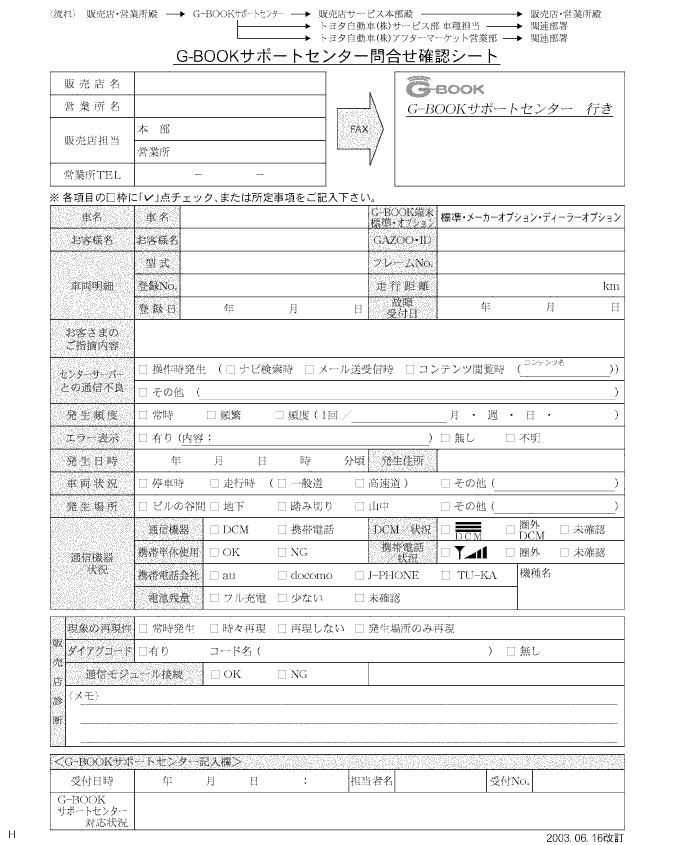 (流れ) 販売店・営業所殿 → G-BOOKサポートセンター → 販売店サービス本部殿 → 販売店・営業所殿
→ トヨタ自動車(株)サービス部 車種担当 → 関連部署
→ トヨタ自動車(株)アフターマーケット営業部 → 関連部署
G-BOOKサポートセンター問合せ確認シート
販売店名
営業所名
販売店担当 本 部
営業所
営業所TEL － －
FAX
G-BOOK
G-BOOKサポートセンター 行き
※ 各項目の□枠に「✓」点チェック、または所定事項をご記入下さい。
車名 車名 G-BOOK端末 標準・オプション 標準・メーカーオプション・ディーラーオプション
お客様名 お客様名 GAZOO・ID
車両明細 型式 フレームNo.
登録No. 走行距離 km
登録日 年 月 日 故障受付日 年 月 日
お客さまの
ご指摘内容
センターサーバーとの通信不良 □ 操作時発生 (□ ナビ検索時 □ メール送受信時 □ コンテンツ閲覧時 (コンテンツ名 ))
□ その他 ( )
発生頻度 □ 常時 □ 頻繁 □ 頻度 (1回／ 月 ・ 週 ・ 日 ・ )
エラー表示 □ 有り (内容： ) □ 無し □ 不明
発生日時 年 月 日 時 分頃 発生住所
車両状況 □ 停車時 □ 走行時 (□ 一般道 □ 高速道) □ その他 ( )
発生場所 □ ビルの谷間 □ 地下 □ 踏み切り □ 山中 □ その他 ( )
通信機器状況 通信機器 □ DCM □ 携帯電話 DCM 状況 □ DCM □ 圏外DCM □ 未確認
携帯単体使用 □ OK □ NG 携帯電話状況 □ □ 圏外 □ 未確認
携帯電話会社 □ au □ docomo □ J-PHONE □ TU-KA 機種名
電池残量 □ フル充電 □ 少ない □ 未確認
販売店診断 現象の再現性 □ 常時発生 □ 時々再現 □ 再現しない □ 発生場所のみ再現
ダイアグコード □ 有り コード名 ( ) □ 無し
通信モジュール接続 □ OK □ NG
(メモ)
＜G-BOOKサポートセンター記入欄＞
受付日時 年 月 日 ： 担当者名 受付No.
G-BOOK
サポートセンター
対応状況
H
2003. 06. 16改訂